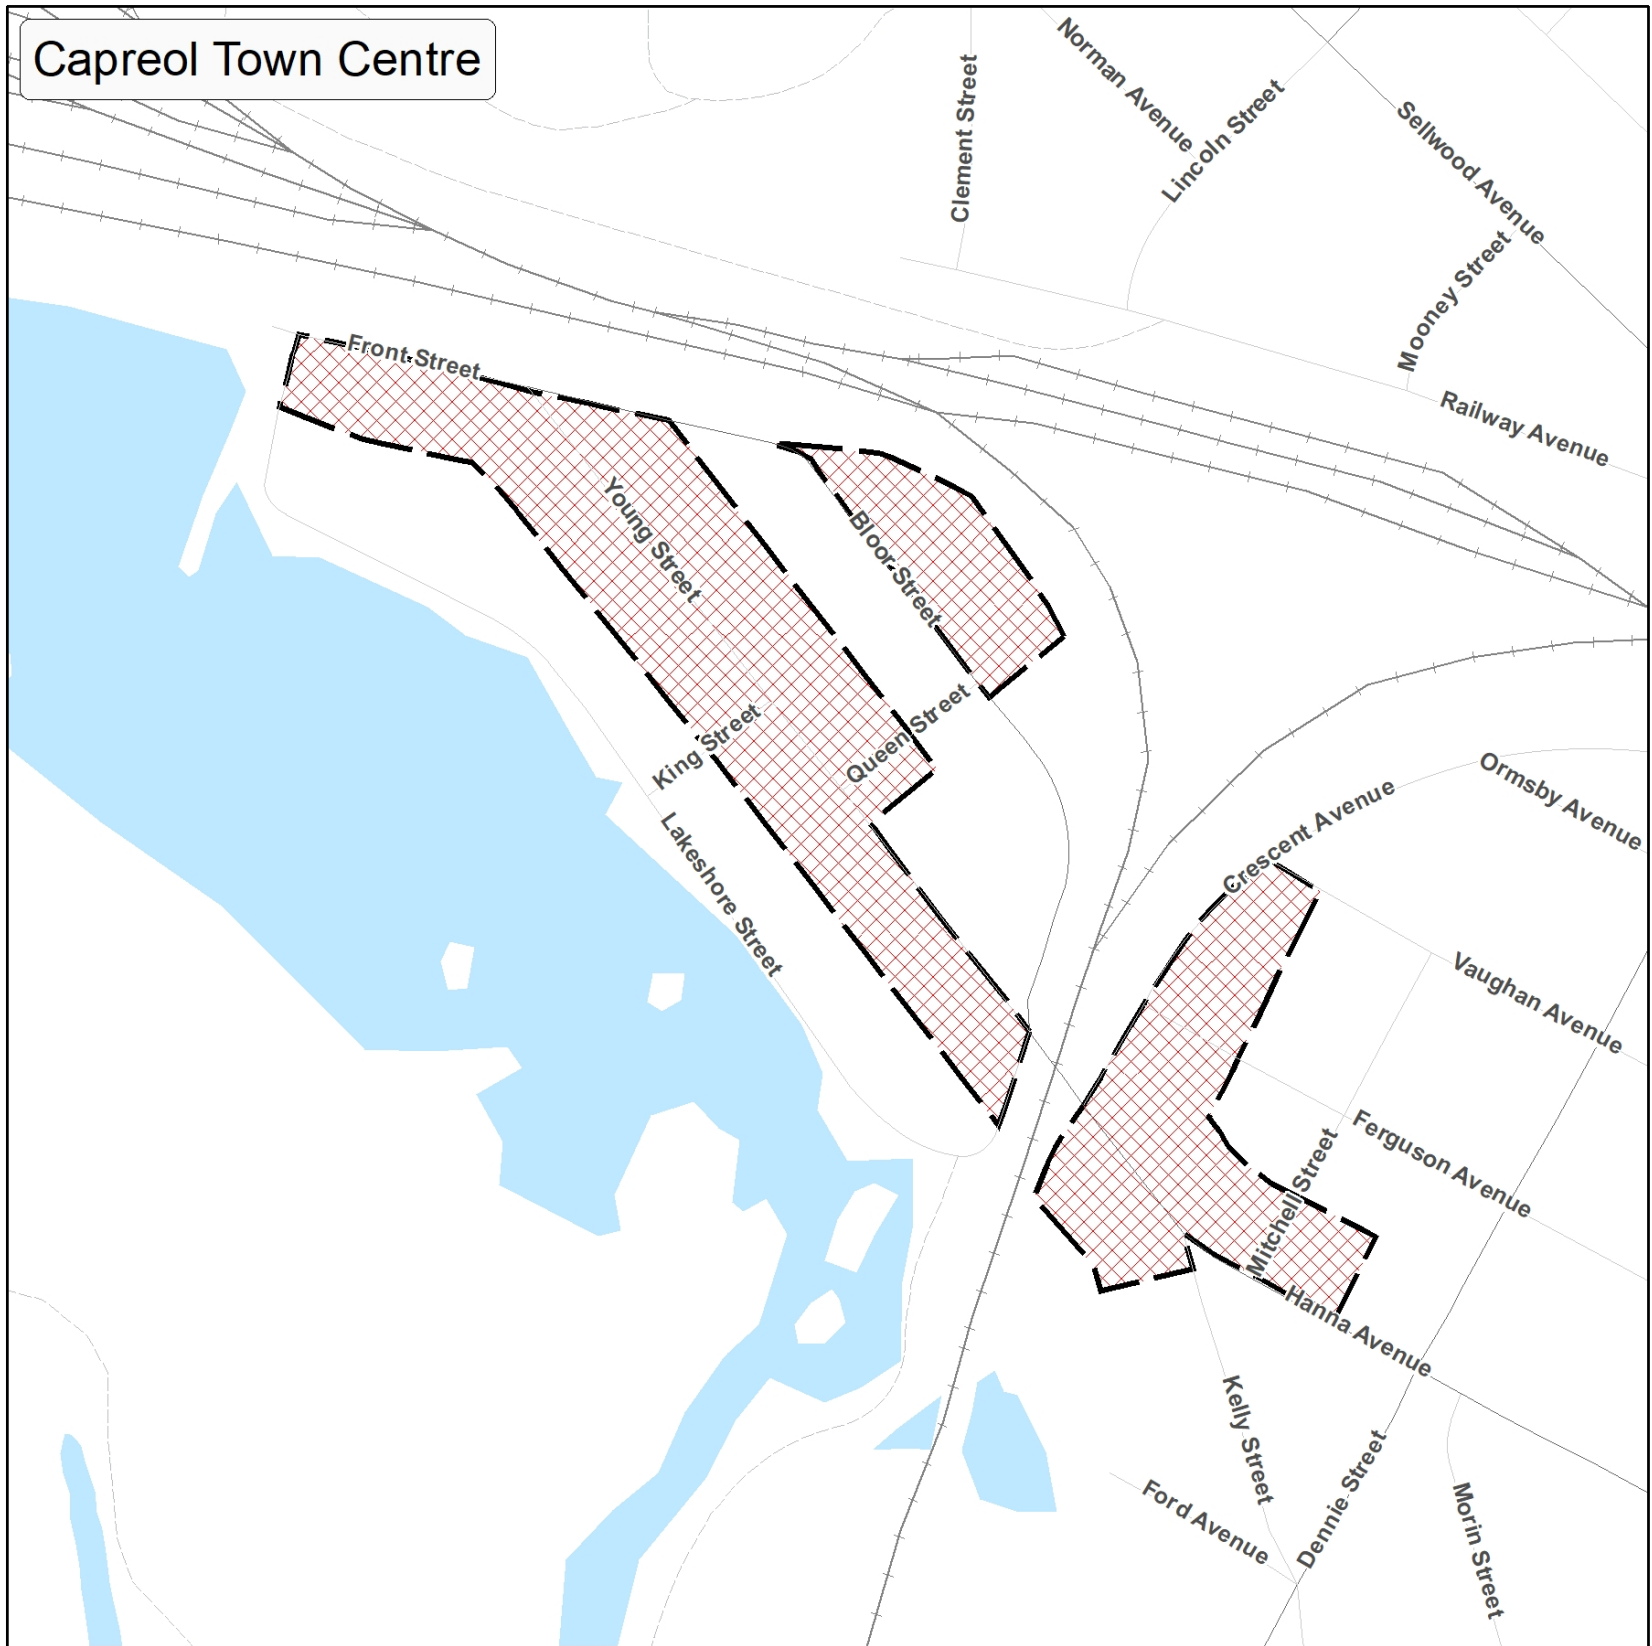 Capreol Town Centre
Norman Avenue
Clement Street
Lincoln Street
Sellwood Avenue
Mooney Street
Front Street
Railway Avenue
Young Street
Bloor Street
King Street
Queen Street
Ormsby Avenue
Crescent Avenue
Lakeshore Street
Vaughan Avenue
Ferguson Avenue
Mitchell Street
Hanna Avenue
Kelly Street
Dennie Street
Ford Avenue
Morin Street